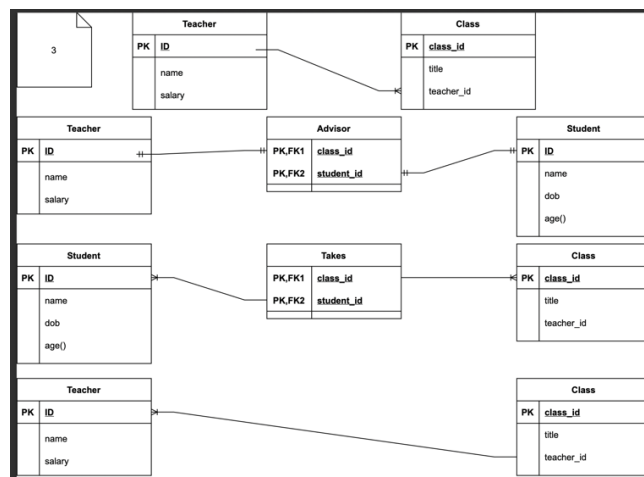 3
Teacher
PK ID
name
salary
Class
PK class_id
title
teacher_id
Teacher
PK ID
name
salary
Advisor
PK,FK1 class_id
PK,FK2 student_id
Student
PK ID
name
dob
age()
Student
PK ID
name
dob
age()
Takes
PK,FK1 class_id
PK,FK2 student_id
Class
PK class_id
title
teacher_id
Teacher
PK ID
name
salary
Class
PK class_id
title
teacher_id